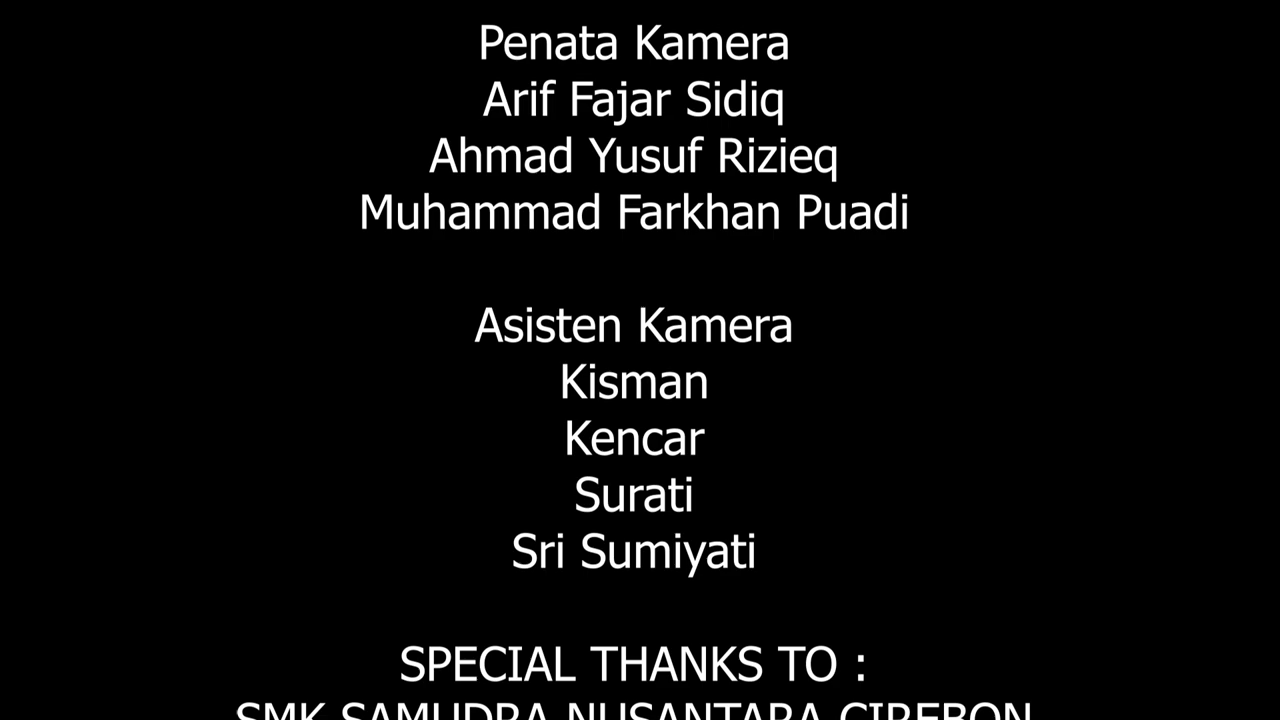 Penata Kamera
Arif Fajar Sidiq
Ahmad Yusuf Rizieq
Muhammad Farkhan Puadi
Asisten Kamera
Kisman
Kencar
Surati
Sri Sumiyati
SPECIAL THANKS TO :
SMK SAMUDRA NUSANTARA CIREBON